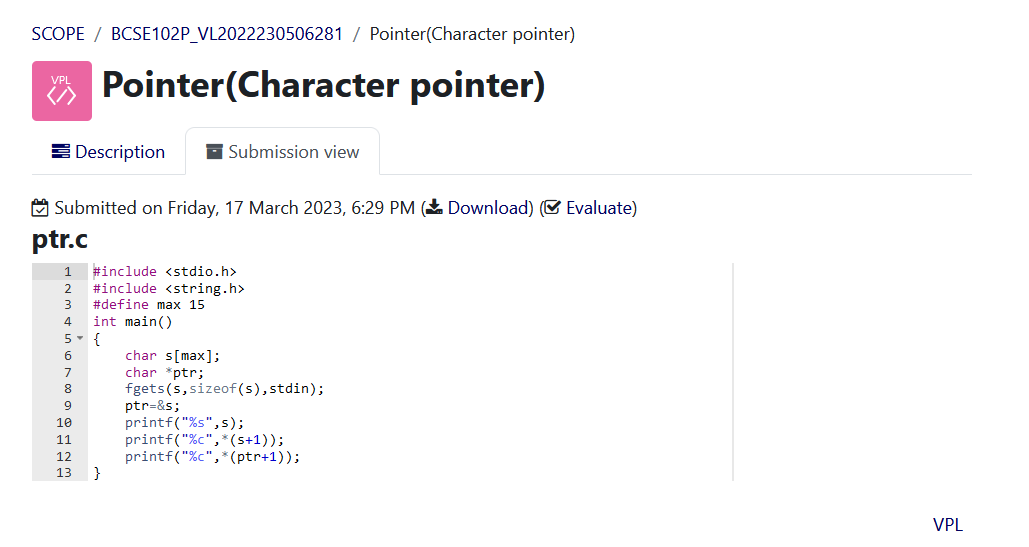 SCOPE / BCSE102P_VL2022230506281 / Pointer(Character pointer)
VPL
Pointer(Character pointer)
Description
Submission view
Submitted on Friday, 17 March 2023, 6:29 PM (Download) (Evaluate)
ptr.c
1 #include <stdio.h>
2 #include <string.h>
3 #define max 15
4 int main()
5 {
6     char s[max];
7     char *ptr;
8     fgets(s,sizeof(s),stdin);
9     ptr=&s;
10     printf("%s",s);
11     printf("%c",*(s+1));
12     printf("%c",*(ptr+1));
13 }
VPL